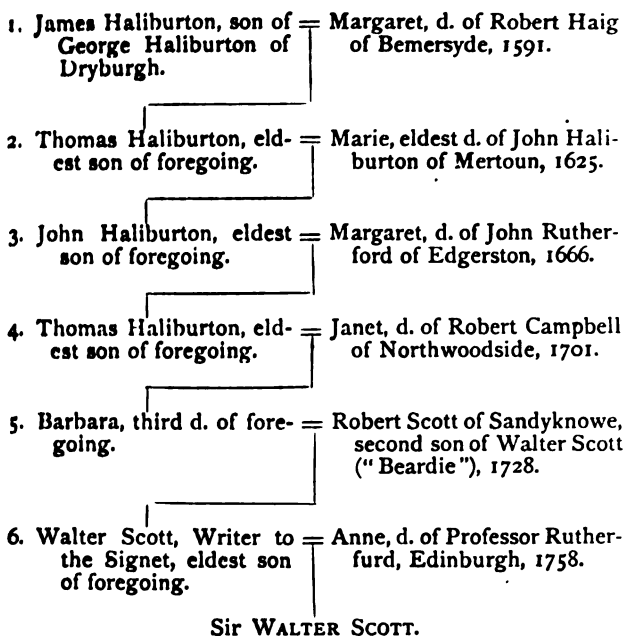 1. James Haliburton, son of = Margaret, d. of Robert Haig
George Haliburton of of Bemersyde, 1591.
Dryburgh.
2. Thomas Haliburton, eld- = Marie, eldest d. of John Hali-
est son of foregoing. burton of Mertoun, 1625.
3. John Haliburton, eldest = Margaret, d. of John Ruther-
son of foregoing. ford of Edgerston, 1666.
4. Thomas Haliburton, eld- = Janet, d. of Robert Campbell
est son of foregoing. of Northwoodside, 1701.
5. Barbara, third d. of fore- = Robert Scott of Sandyknowe,
going. second son of Walter Scott
("Beardie"), 1728.
6. Walter Scott, Writer to = Anne, d. of Professor Ruther-
the Signet, eldest son furd, Edinburgh, 1758.
of foregoing.
Sir WALTER SCOTT.